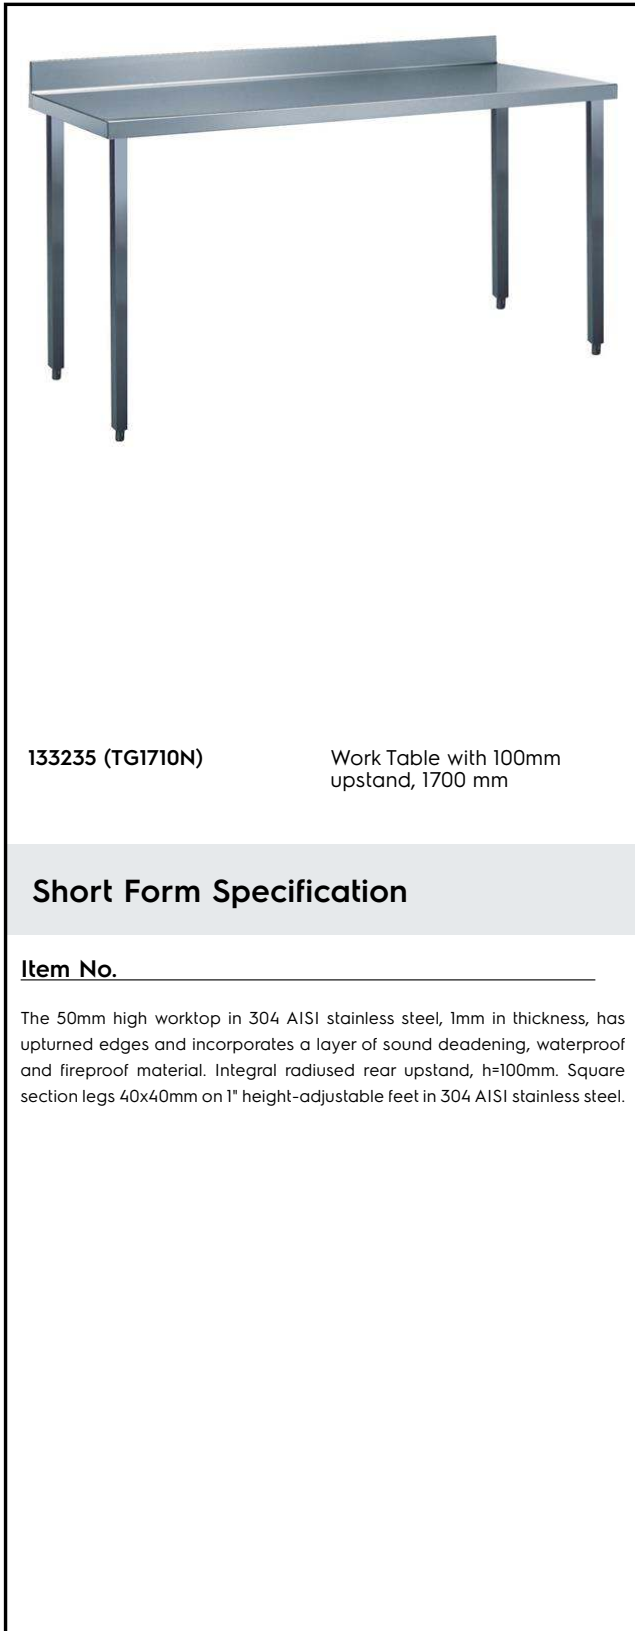 133235 (TG1710N)
Work Table with 100mm
upstand, 1700 mm
Short Form Specification
Item No.
The 50mm high worktop in 304 AISI stainless steel, 1mm in thickness, has
upturned edges and incorporates a layer of sound deadening, waterproof
and fireproof material. Integral radiused rear upstand, h=100mm. Square
section legs 40x40mm on 1" height-adjustable feet in 304 AISI stainless steel.